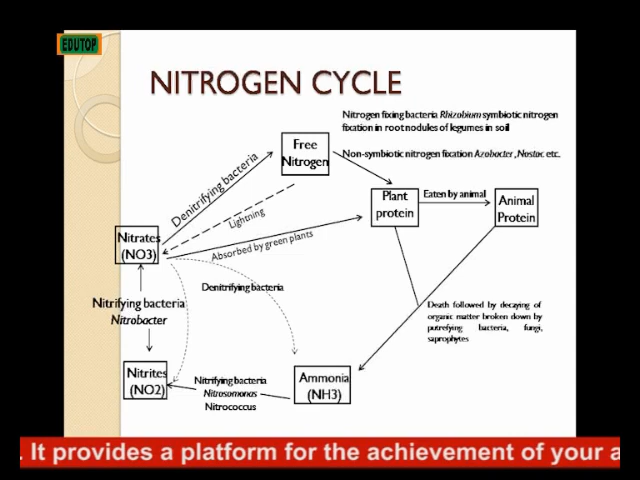 EDUTOP
NITROGEN CYCLE
Nitrogen fixing bacteria Rhizobium symbiotic nitrogen
fixation in root nodules of legumes in soil
Non-symbiotic nitrogen fixation Azobacter ,Nostoc etc.
Free
Nitrogen
Denitrifying bacteria
Lightning
Absorbed by green plants
Plant
protein
Eaten by animal
Animal
Protein
Nitrates
(NO3)
Denitrifying bacteria
Nitrifying bacteria
Nitrobacter
Death followed by decaying of
organic matter broken down by
putrefying bacteria, fungi,
saprophytes
Nitrites
(NO2)
Nitrifying bacteria
Nitrosomonas
Nitrococcus
Ammonia
(NH3)
. It provides a platform for the achievement of your a